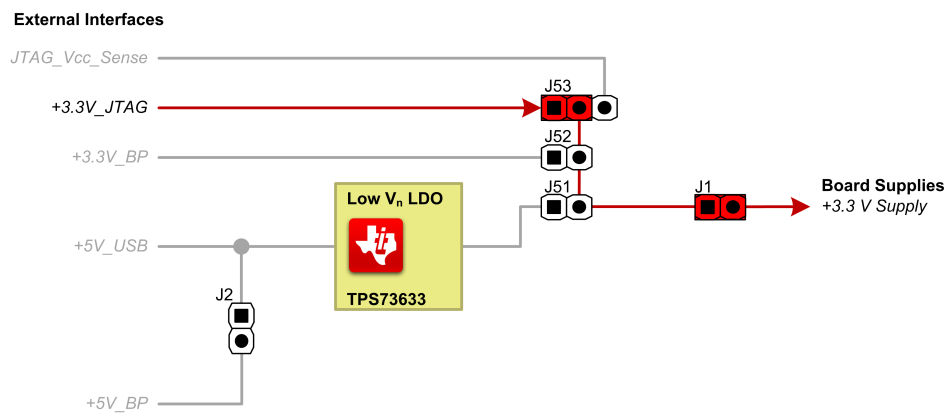 External Interfaces
JTAG_Vcc_Sense
J53
+3.3V_JTAG
J52
+3.3V_BP
J51
J1
Board Supplies
+3.3 V Supply
Low Vn LDO
+5V_USB
J2
TPS73633
+5V_BP